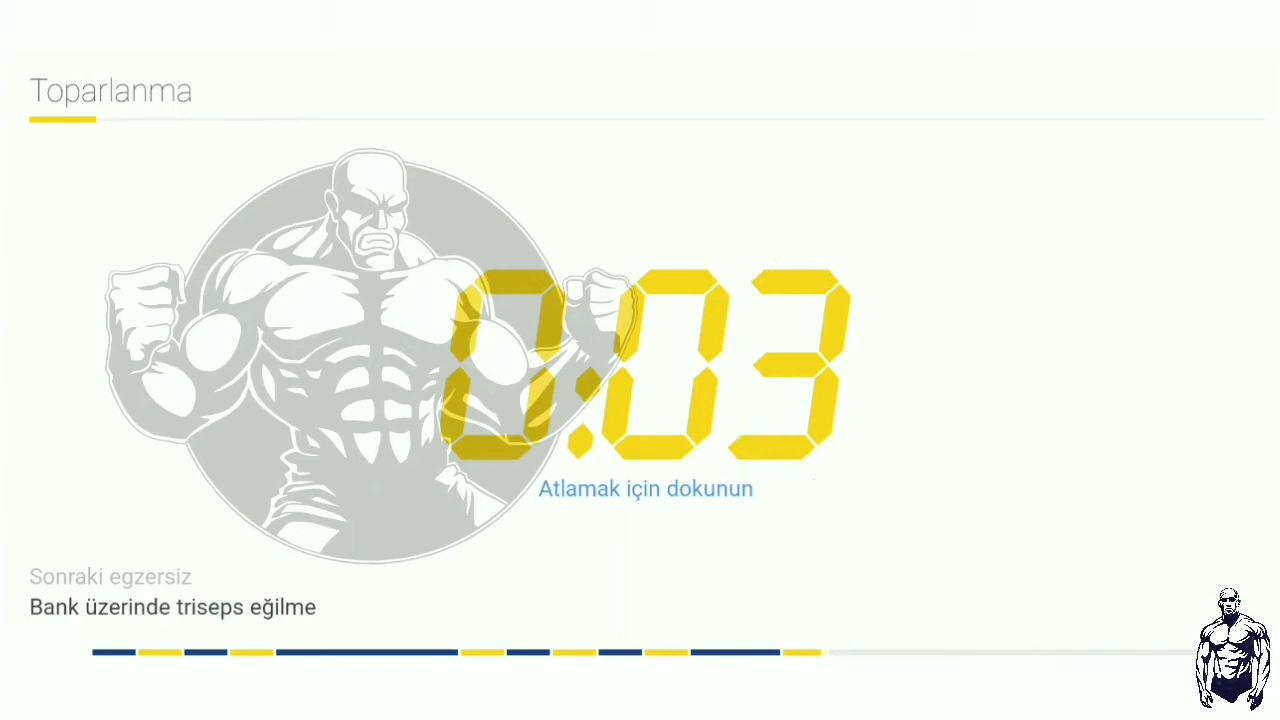 Toparlanma
0:03
Atlamak için dokunun
Sonraki egzersiz
Bank üzerinde triseps eğilme